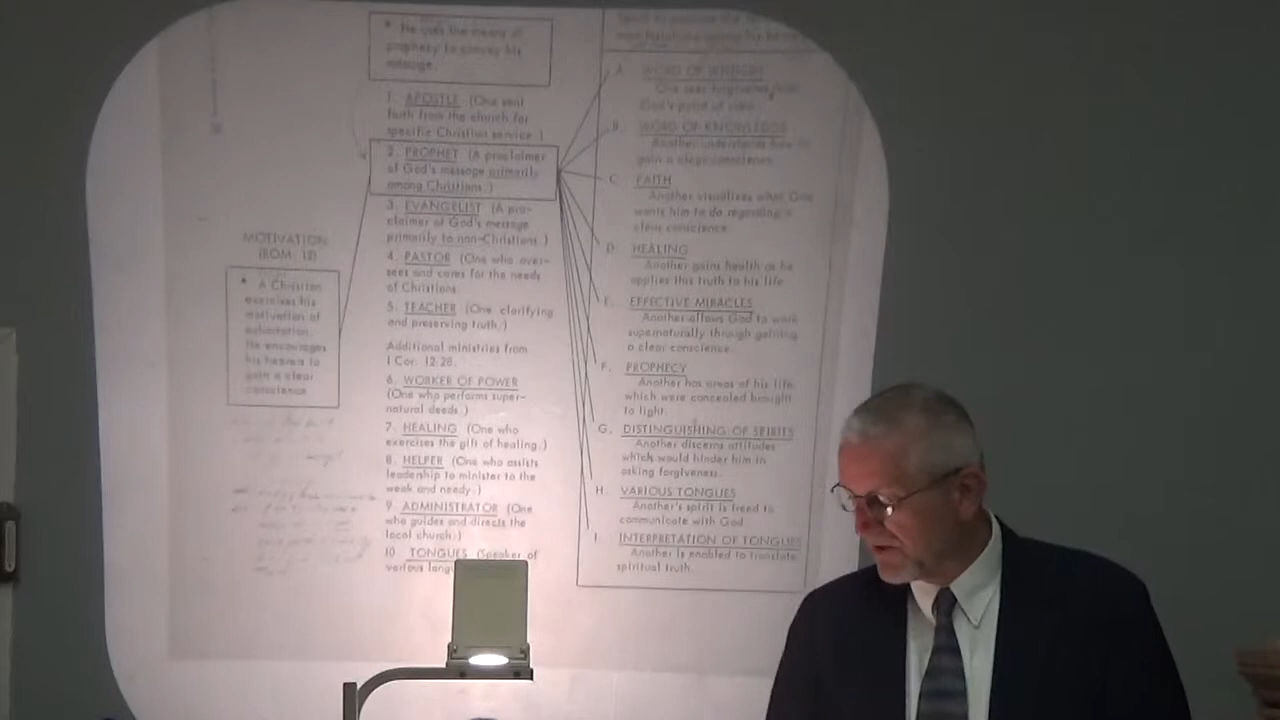 * He uses the means of
prophecy to convey his
message.
1. APOSTLE (One sent
forth from the church for
specific Christian service.)
2. PROPHET (A proclaimer
of God's message primarily
among Christians.)
3. EVANGELIST (A pro-
claimer of God's message
primarily to non-Christians.)
4. PASTOR (One who over-
sees and cares for the needs
of Christians.
5. TEACHER (One clarifying
and preserving truth.)
Additional ministries from
1 Cor. 12:28.
6. WORKER OF POWER
(One who performs super-
natural deeds.)
7. HEALING (One who
exercises the gift of healing.)
8. HELPER (One who assists
leadership to minister to the
weak and needy.)
9. ADMINISTRATOR (One
who guides and directs the
local church.)
10. TONGUES (Speaker of
various
MOTIVATION
(ROM. 12)
* A Christian
exercises his
motivation of
exhortation.
He encourages
his hearers to
gain a clear
conscience
A. WORD OF WISDOM
One sees forgiveness from
God's point of view.
B. WORD OF KNOWLEDGE
Another understands how to
gain a clear conscience.
C. FAITH
Another visualizes what God
wants him to do regarding a
clear conscience.
D. HEALING
Another gains health as he
applies this truth to his life.
E. EFFECTIVE MIRACLES
Another allows God to work
supernaturally through gaining
a clear conscience.
F. PROPHECY
Another has areas of his life
which were concealed brought
to light.
G. DISTINGUISHING OF SPIRITS
Another discerns attitudes
which would hinder him in
asking forgiveness.
H. VARIOUS TONGUES
Another's spirit is freed to
communicate with God
I. INTERPRETATION OF TONGUES
Another is enabled to translate
spiritual truth.